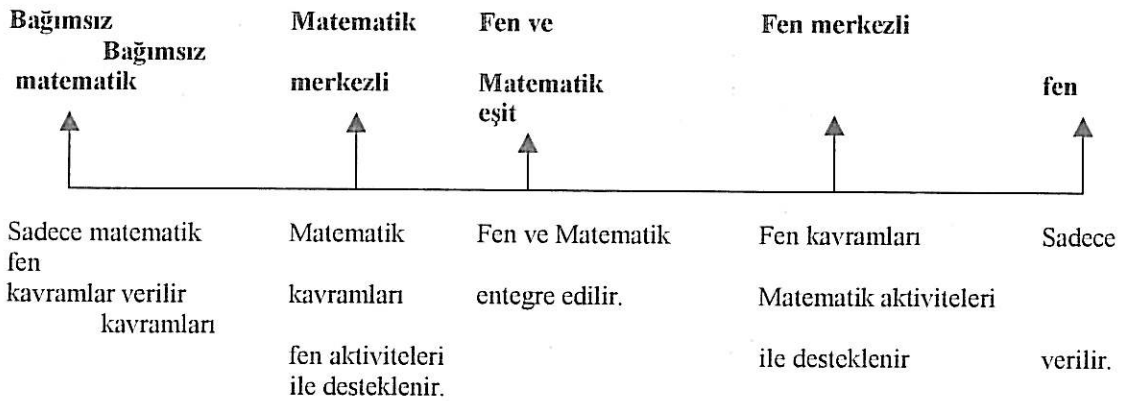 Bağımsız Matematik Fen ve Fen merkezli
Bağımsız
matematik merkezli Matematik fen
eşit
Sadece matematik Matematik Fen ve Matematik Fen kavramları Sadece
fen
kavramlar verilir kavramları entegre edilir. Matematik aktiviteleri
kavramları
fen aktiviteleri ile desteklenir verilir.
ile desteklenir.